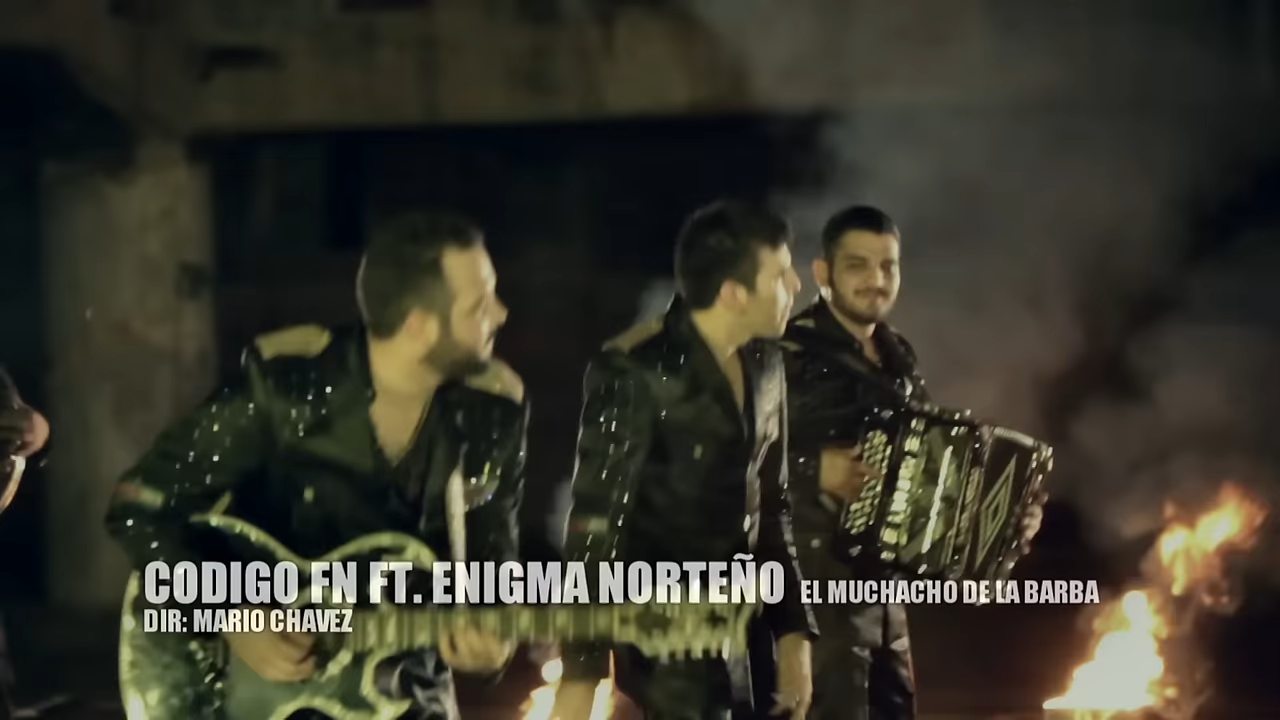 CODIGO FN FT. ENIGMA NORTEÑO EL MUCHACHO DE LA BARBA
DIR: MARIO CHAVEZ